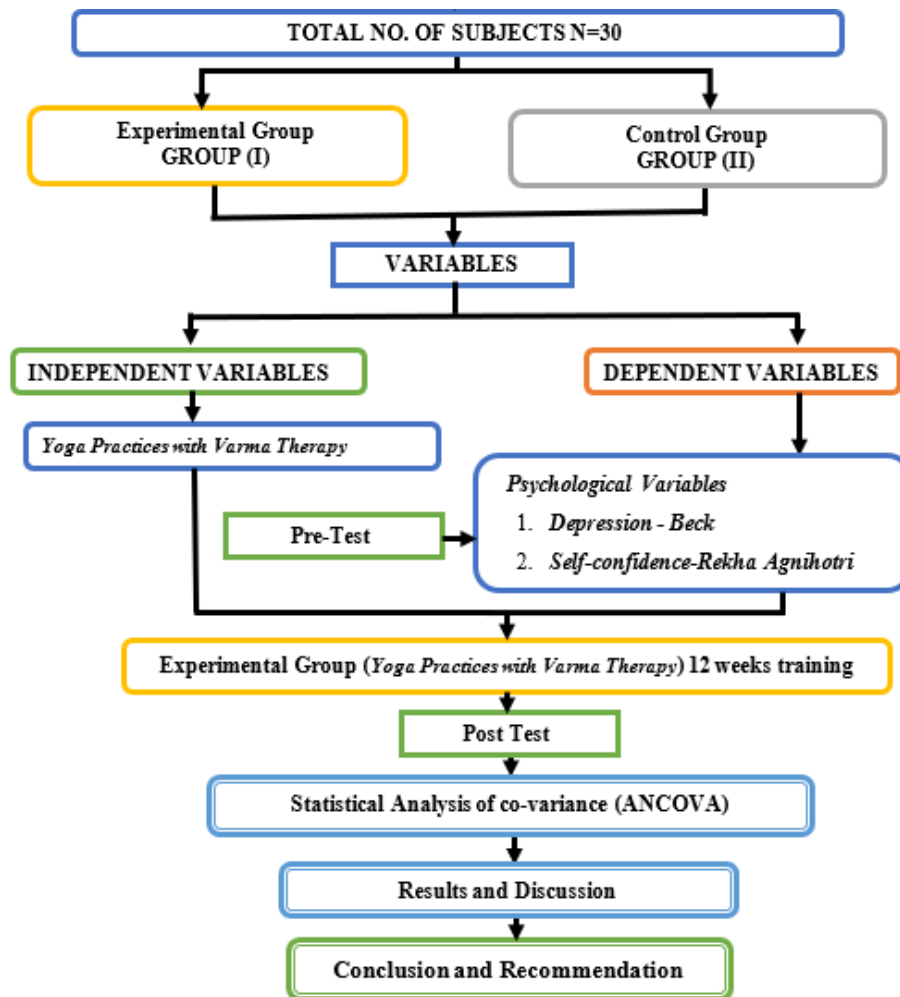 TOTAL NO. OF SUBJECTS N=30
Experimental Group
GROUP (I)
Control Group
GROUP (II)
VARIABLES
INDEPENDENT VARIABLES
DEPENDENT VARIABLES
Yoga Practices with Varma Therapy
Psychological Variables
1. Depression - Beck
2. Self-confidence-Rekha Agnihotri
Pre-Test
Experimental Group (Yoga Practices with Varma Therapy) 12 weeks training
Post Test
Statistical Analysis of co-variance (ANCOVA)
Results and Discussion
Conclusion and Recommendation